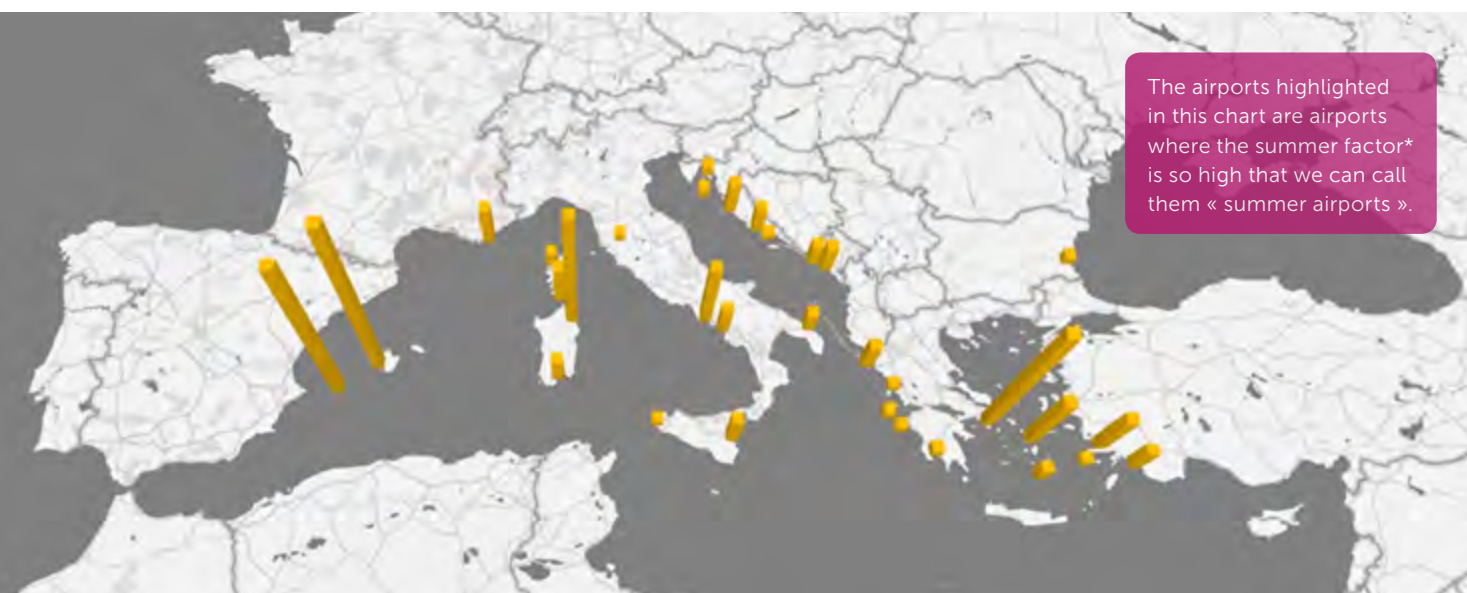 The airports highlighted
in this chart are airports
where the summer factor*
is so high that we can call
them « summer airports ».